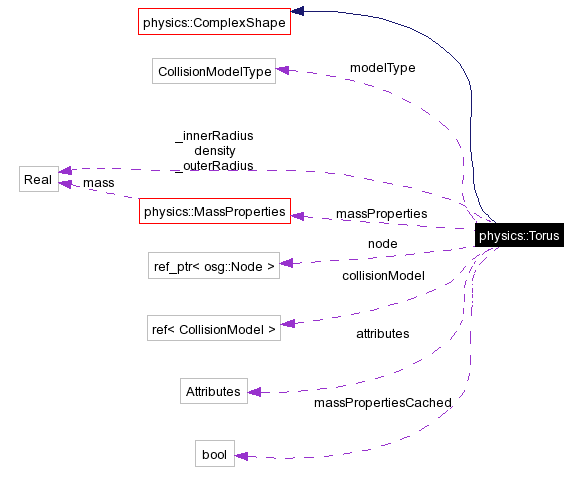 physics::ComplexShape
CollisionModelType
modelType
_innerRadius
density
_outerRadius
Real
mass
physics::MassProperties
massProperties
physics::Torus
node
ref_ptr< osg::Node >
collisionModel
ref< CollisionModel >
attributes
Attributes
massPropertiesCached
bool